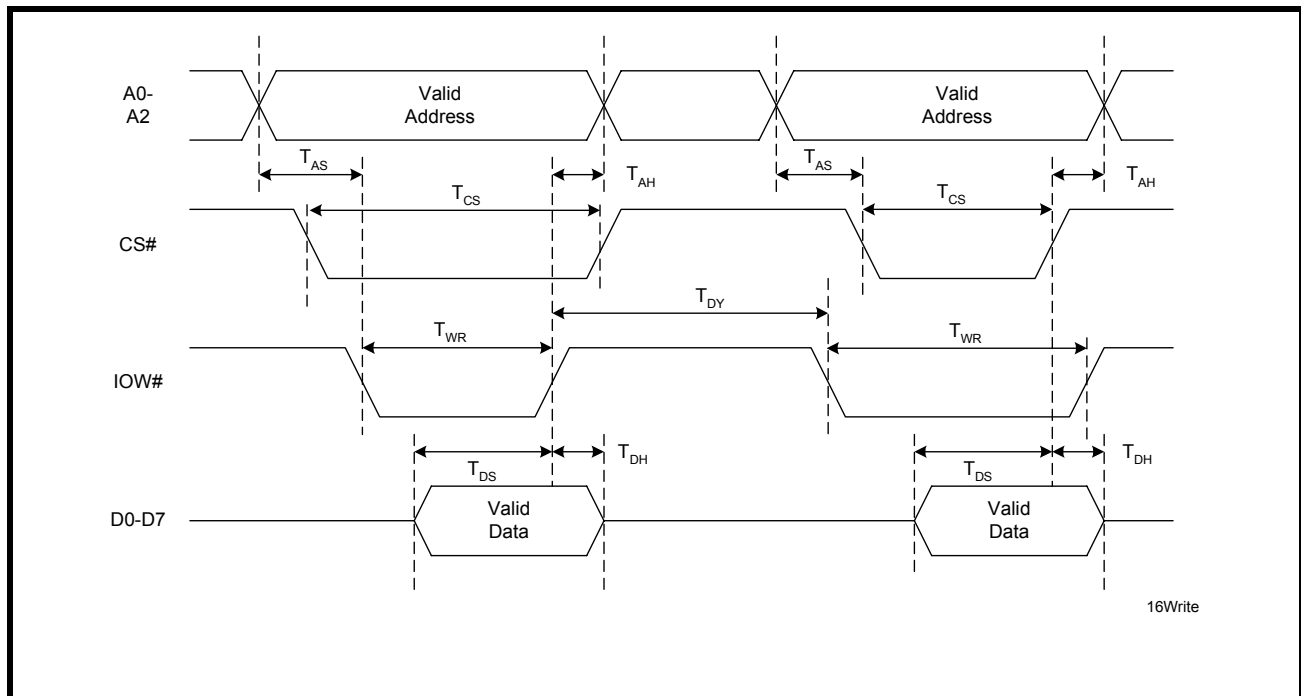 A0-
A2
Valid
Address
Valid
Address
TAS
TAH
TAS
TAH
CS#
TCS
TCS
TDY
IOW#
TWR
TWR
TDS
TDH
TDS
TDH
D0-D7
Valid
Data
Valid
Data
16Write